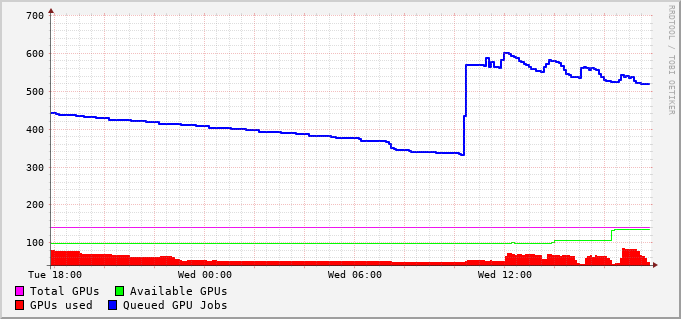 700
600
500
400
300
200
100
Tue 18:00 Wed 00:00 Wed 06:00 Wed 12:00
Total GPUs Available GPUs
GPUs used Queued GPU Jobs
RRDTOOL / TOBI OETIKER